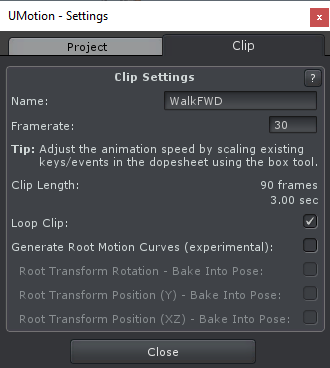 UMotion - Settings
x
Project
Clip
Clip Settings
?
Name:
WalkFWD
Framerate:
30
Tip: Adjust the animation speed by scaling existing
keys/events in the dopesheet using the box tool.
Clip Length:
90 frames
3.00 sec
Loop Clip:
Generate Root Motion Curves (experimental):
Root Transform Rotation - Bake Into Pose:
Root Transform Position (Y) - Bake Into Pose:
Root Transform Position (XZ) - Bake Into Pose:
Close